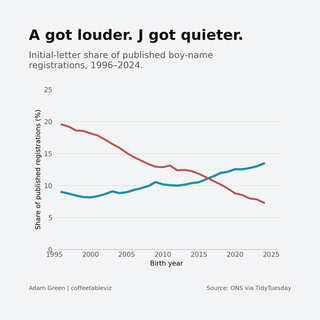 A got louder. J got quieter.
Initial-letter share of published boy-name
registrations, 1996–2024.
Share of published registrations (%)
25
20
15
10
5
0
1995 2000 2005 2010 2015 2020 2025
Birth year
Adam Green | coffeetableviz Source: ONS via TidyTuesday